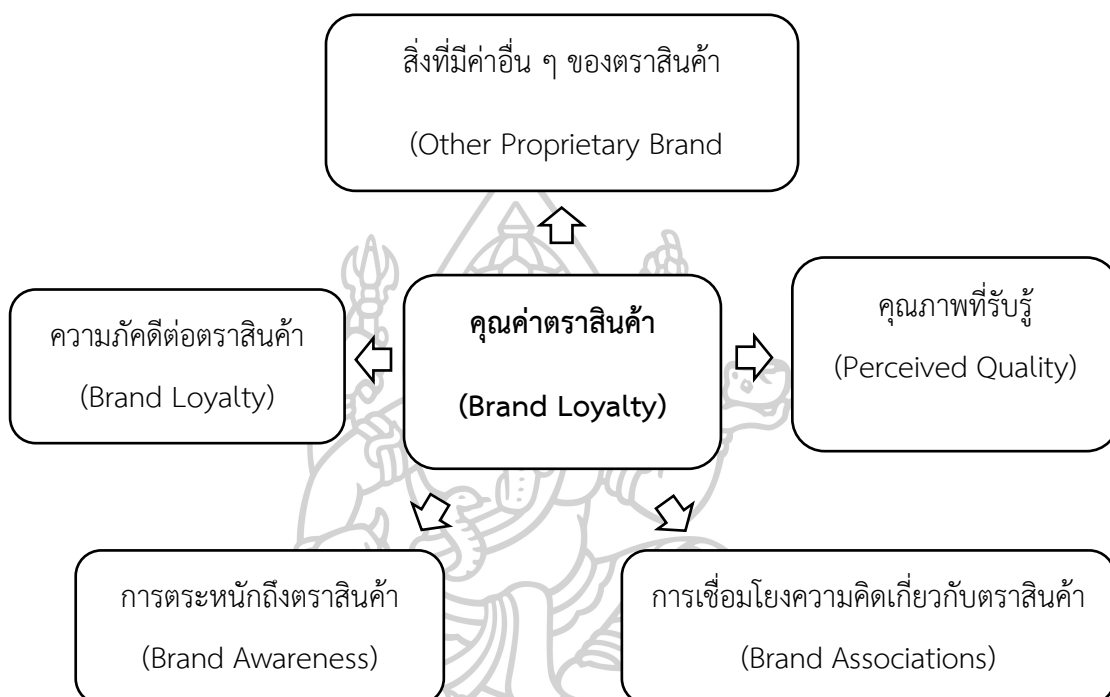 สิ่งที่มีค่าอื่น ๆ ของตราสินค้า
(Other Proprietary Brand
ความภักดีต่อตราสินค้า
(Brand Loyalty)
คุณค่าตราสินค้า
(Brand Loyalty)
คุณภาพที่รับรู้
(Perceived Quality)
การตระหนักถึงตราสินค้า
(Brand Awareness)
การเชื่อมโยงความคิดเกี่ยวกับตราสินค้า
(Brand Associations)